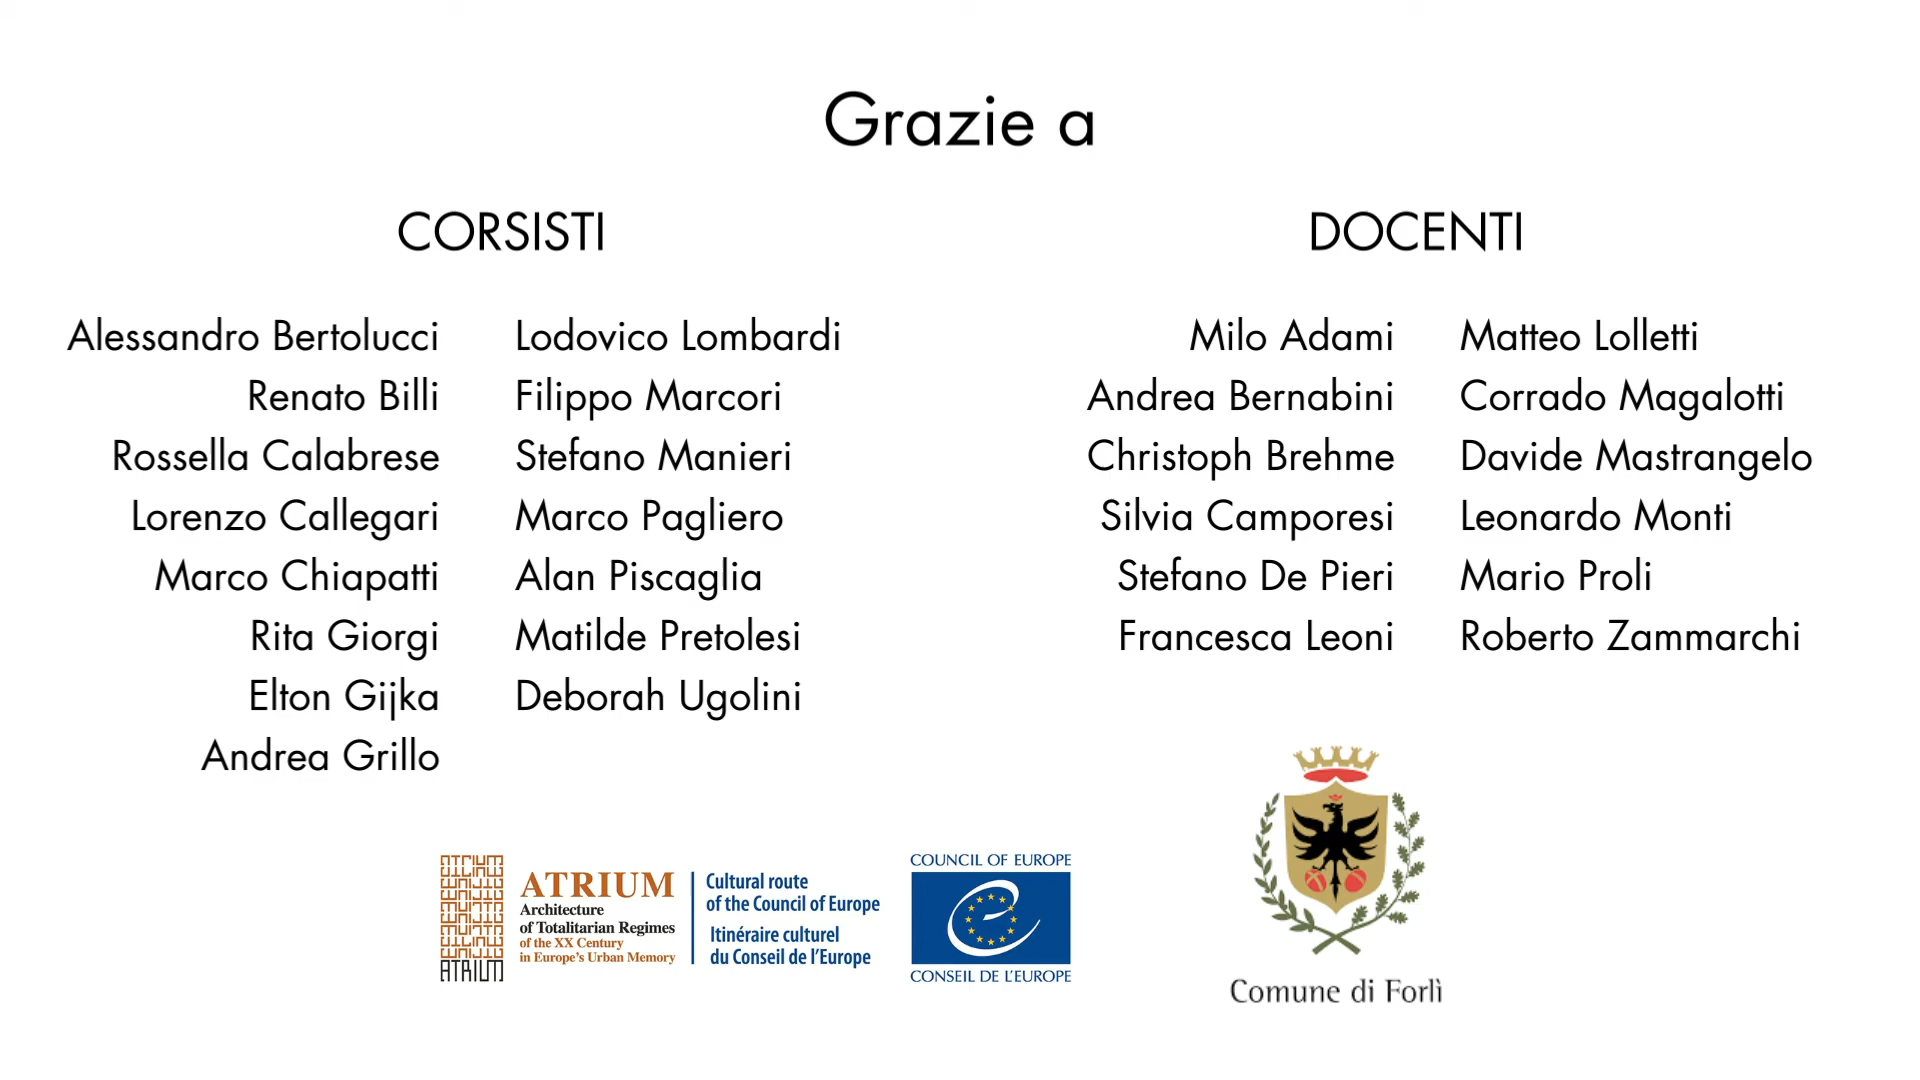 Grazie a
CORSISTI
Alessandro Bertolucci
Renato Billi
Rossella Calabrese
Lorenzo Callegari
Marco Chiapatti
Rita Giorgi
Elton Gijka
Andrea Grillo
Lodovico Lombardi
Filippo Marcori
Stefano Manieri
Marco Pagliero
Alan Piscaglia
Matilde Pretolesi
Deborah Ugolini
DOCENTI
Milo Adami
Andrea Bernabini
Christoph Brehme
Silvia Camporesi
Stefano De Pieri
Francesca Leoni
Matteo Lolletti
Corrado Magalotti
Davide Mastrangelo
Leonardo Monti
Mario Proli
Roberto Zammarchi
ATRIUM
ATRIUM
Architecture
of Totalitarian Regimes
of the XX Century
in Europe's Urban Memory
Cultural route
of the Council of Europe
Itinéraire culturel
du Conseil de l'Europe
COUNCIL OF EUROPE
CONSEIL DE L'EUROPE
Comune di Forlì